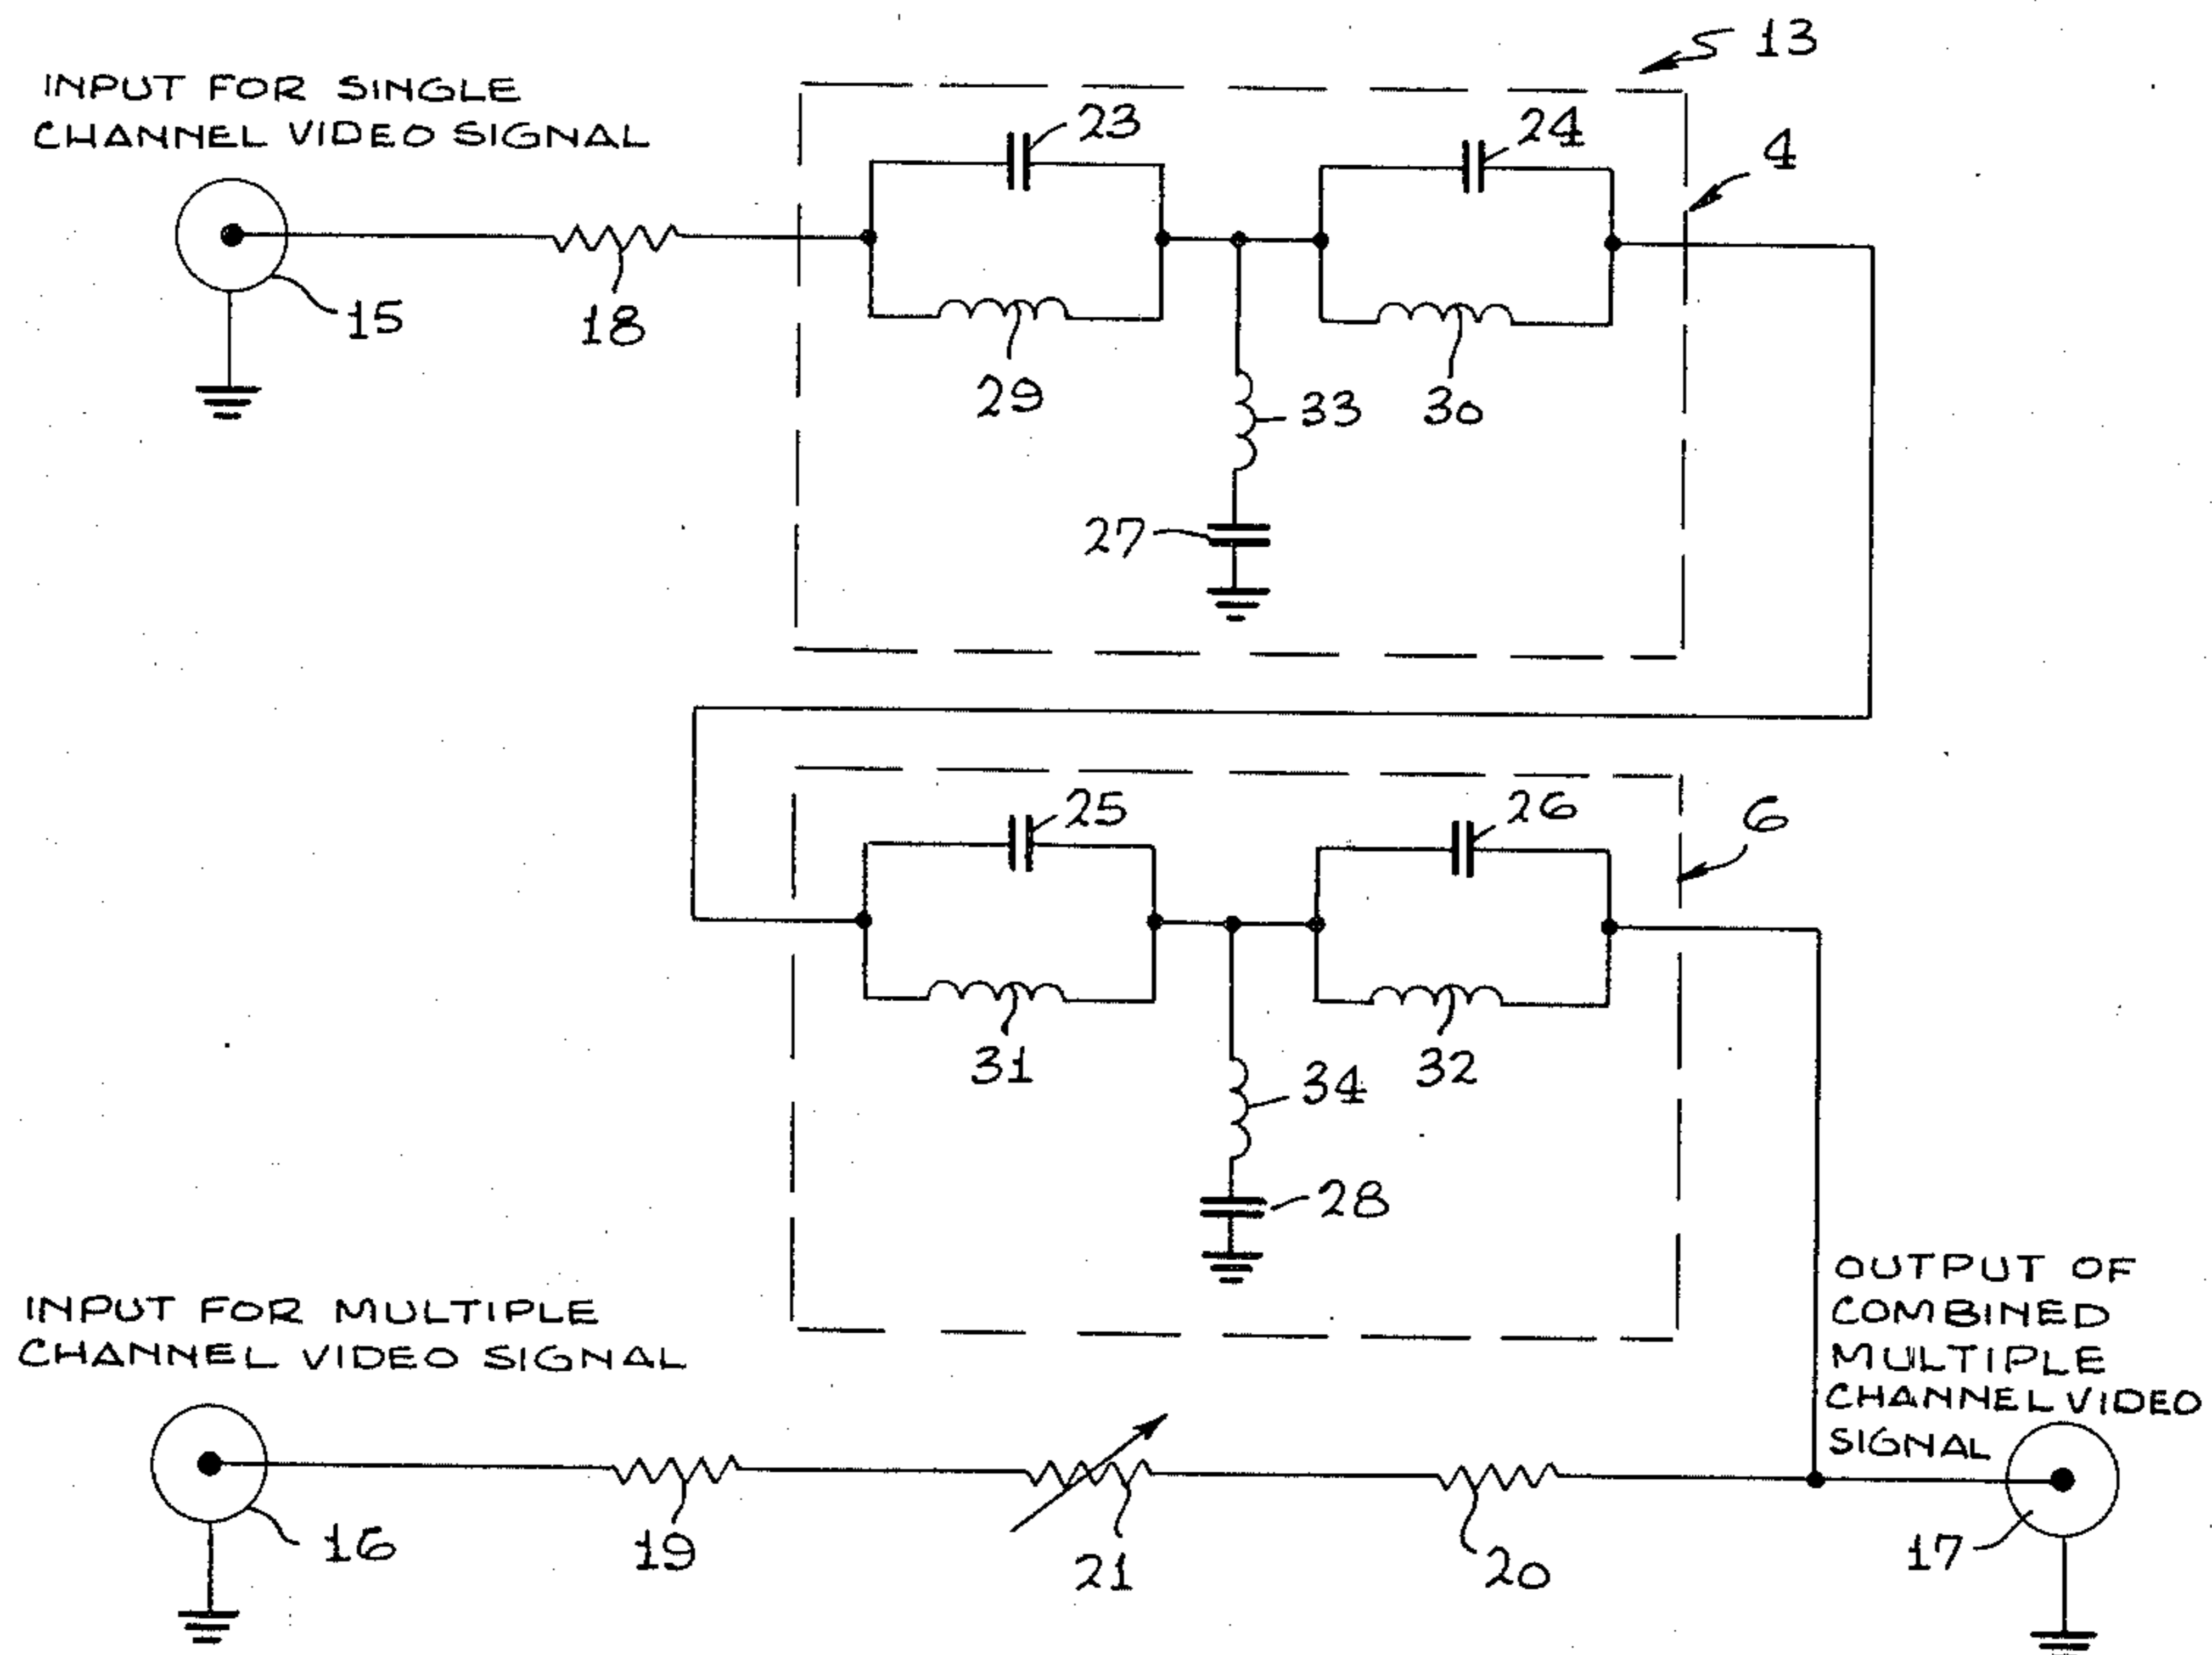 13
INPUT FOR SINGLE
CHANNEL VIDEO SIGNAL
23
24
4
15
18
29
33
30
27
25
26
6
31
34
32
28
INPUT FOR MULTIPLE
CHANNEL VIDEO SIGNAL
OUTPUT OF
COMBINED
MULTIPLE
CHANNEL VIDEO
SIGNAL
16
19
21
20
17